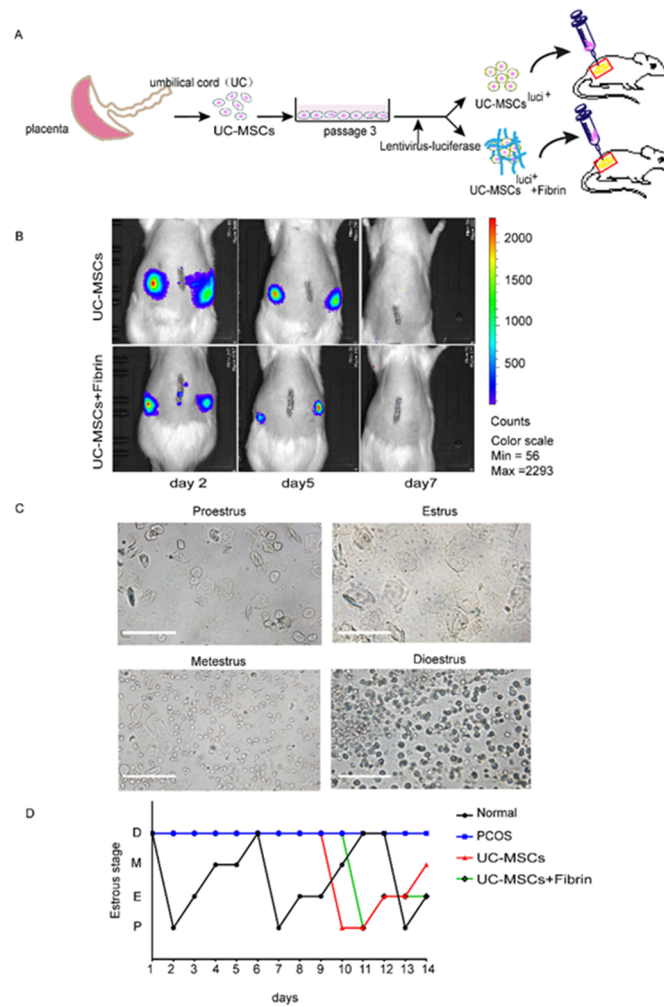 A
umbilical cord（UC）
placenta
UC-MSCs
passage 3
Lentivirus-luciferase
UC-MSCs luci+
UC-MSCs luci+ +Fibrin
B
UC-MSCs
UC-MSCs+Fibrin
day 2
day5
day7
2000
1500
1000
500
Counts
Color scale
Min = 56
Max =2293
C
Proestrus
Estrus
Metestrus
Dioestrus
D
Estrous stage
D
M
E
P
1 2 3 4 5 6 7 8 9 10 11 12 13 14
days
Normal
PCOS
UC-MSCs
UC-MSCs+Fibrin